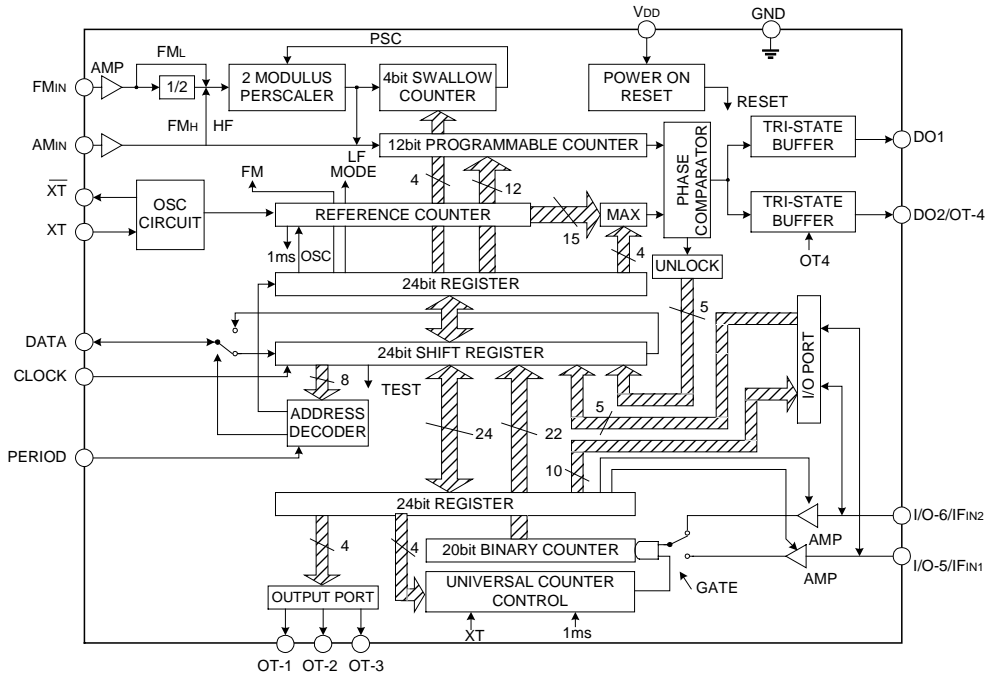 VDD
GND
PSC
FML
AMP
FMIN
1/2
2 MODULUS
PERSCALER
4bit SWALLOW
COUNTER
POWER ON
RESET
RESET
FMH
HF
AMIN
12bit PROGRAMMABLE COUNTER
PHASE
COMPARATOR
TRI-STATE
BUFFER
DO1
LF
MODE
FM
4
12
XT
OSC
CIRCUIT
XT
REFERENCE COUNTER
15
MAX
TRI-STATE
BUFFER
DO2/OT-4
1ms
OSC
4
UNLOCK
OT4
24bit REGISTER
5
I/O PORT
DATA
24bit SHIFT REGISTER
CLOCK
8
TEST
ADDRESS
DECODER
5
24
22
PERIOD
10
24bit REGISTER
I/O-6/IFIN2
AMP
4
4
20bit BINARY COUNTER
AMP
I/O-5/IFIN1
UNIVERSAL COUNTER
CONTROL
GATE
OUTPUT PORT
XT
1ms
OT-1
OT-2
OT-3